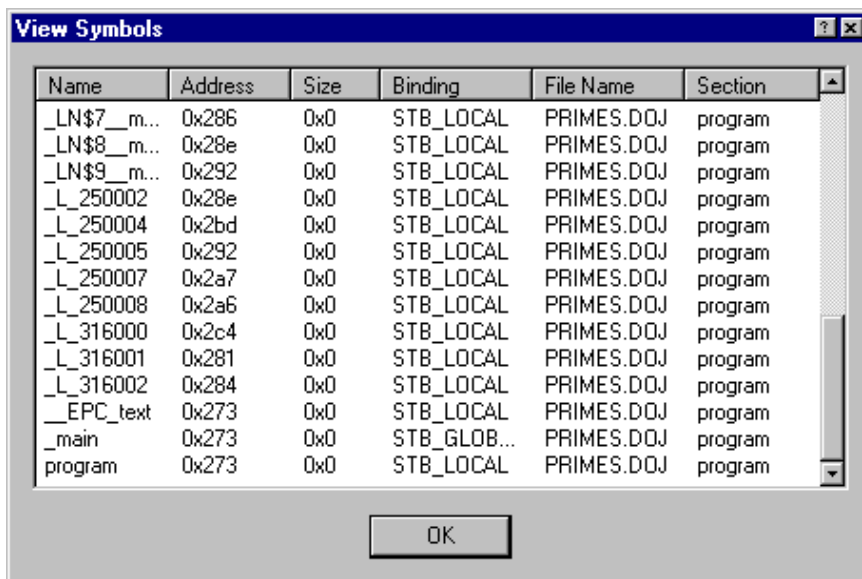 View Symbols
Name Address Size Binding File Name Section
_LN$7__m... 0x286 0x0 STB_LOCAL PRIMES.DOJ program
_LN$8__m... 0x28e 0x0 STB_LOCAL PRIMES.DOJ program
_LN$9__m... 0x292 0x0 STB_LOCAL PRIMES.DOJ program
_L_250002 0x28e 0x0 STB_LOCAL PRIMES.DOJ program
_L_250004 0x2bd 0x0 STB_LOCAL PRIMES.DOJ program
_L_250005 0x292 0x0 STB_LOCAL PRIMES.DOJ program
_L_250007 0x2a7 0x0 STB_LOCAL PRIMES.DOJ program
_L_250008 0x2a6 0x0 STB_LOCAL PRIMES.DOJ program
_L_316000 0x2c4 0x0 STB_LOCAL PRIMES.DOJ program
_L_316001 0x281 0x0 STB_LOCAL PRIMES.DOJ program
_L_316002 0x284 0x0 STB_LOCAL PRIMES.DOJ program
__EPC_text 0x273 0x0 STB_LOCAL PRIMES.DOJ program
_main 0x273 0x0 STB_GLOB... PRIMES.DOJ program
program 0x273 0x0 STB_LOCAL PRIMES.DOJ program
OK